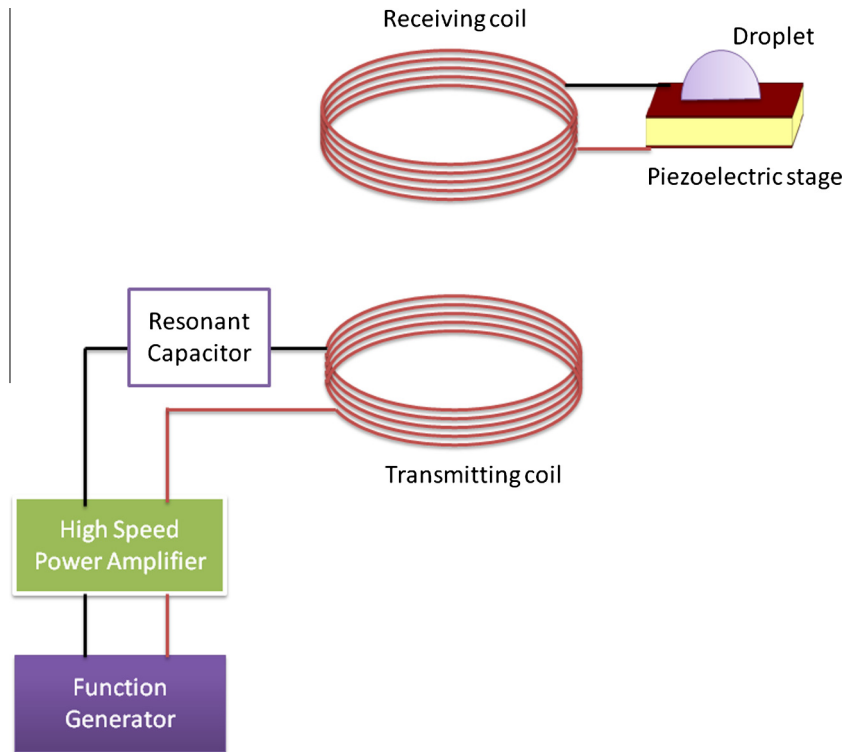 Receiving coil
Droplet
Piezoelectric stage
Resonant
Capacitor
Transmitting coil
High Speed
Power Amplifier
Function
Generator